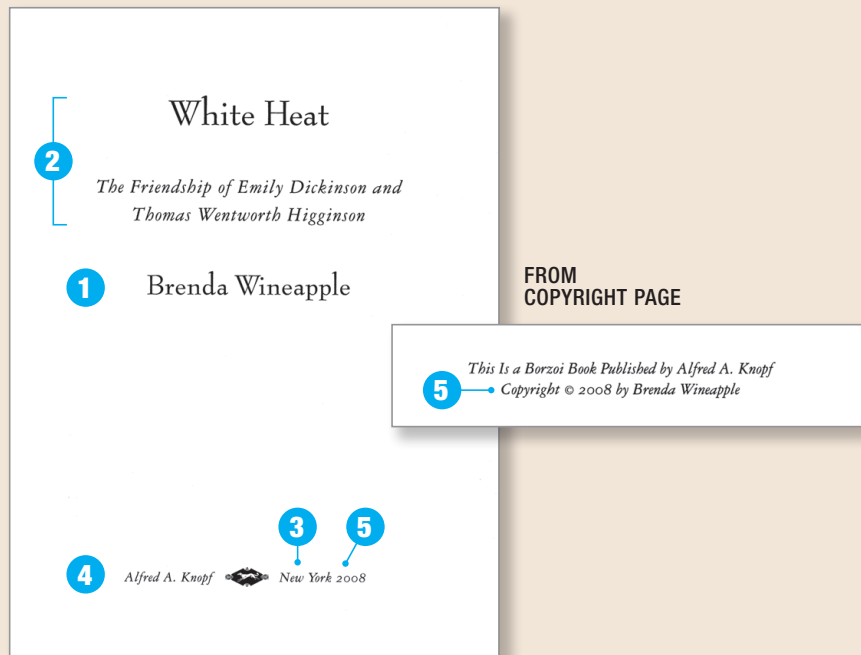 White Heat
2
The Friendship of Emily Dickinson and
Thomas Wentworth Higginson
1
Brenda Wineapple
FROM
COPYRIGHT PAGE
This Is a Borzoi Book Published by Alfred A. Knopf
5
Copyright © 2008 by Brenda Wineapple
3
5
4
Alfred A. Knopf New York 2008